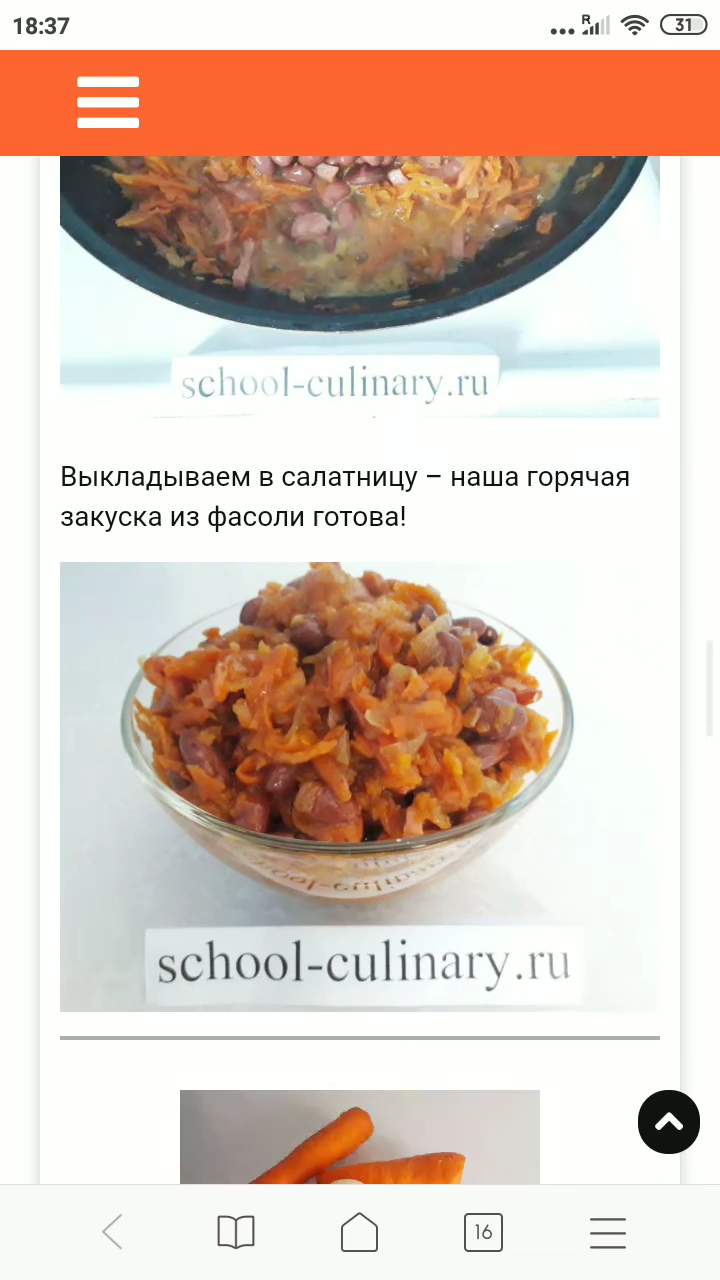 18:37
R
31
school-culinary.ru
Выкладываем в салатницу – наша горячая
закуска из фасоли готова!
school-culinary.ru
16